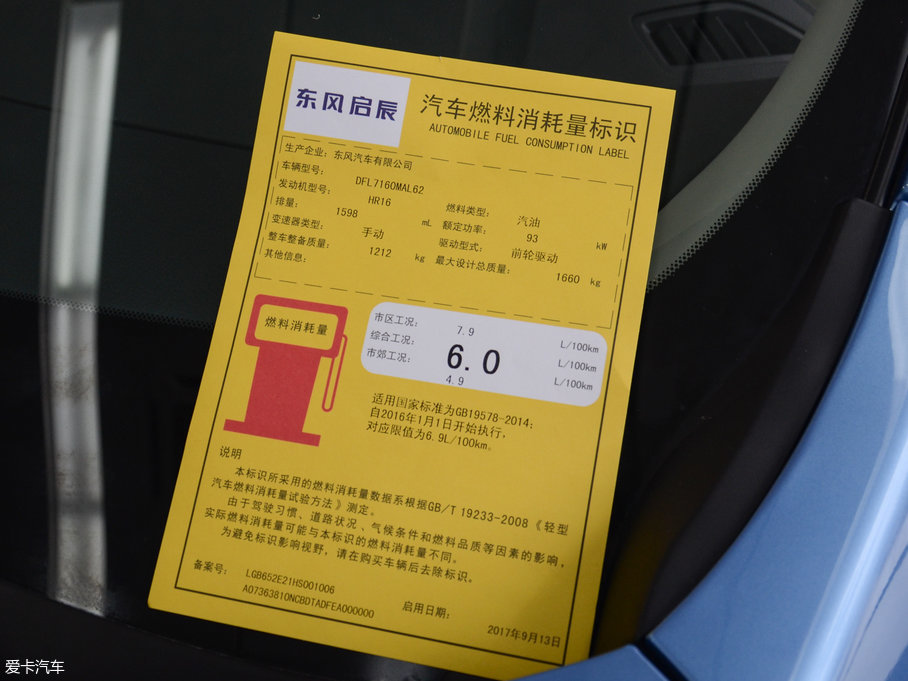 东风启辰
汽车燃料消耗量标识
AUTOMOBILE FUEL CONSUMPTION LABEL
生产企业: 东风汽车有限公司
车辆型号: DFL7160MAL62
发动机型号: HR16 燃料类型: 汽油
排量: 1598 mL 额定功率: 93 kW
变速器类型: 手动 驱动型式: 前轮驱动
整车整备质量: 1212 kg 最大设计总质量: 1660 kg
其他信息:
燃料消耗量
市区工况: 7.9 L/100km
综合工况: 6.0 L/100km
市郊工况: 4.9 L/100km
适用国家标准为GB19578-2014;
自2016年1月1日开始执行,
对应限值为6.9L/100km。
说明
本标识所采用的燃料消耗量数据系根据GB/T 19233-2008《轻型
汽车燃料消耗量试验方法》测定。
由于驾驶习惯、道路状况、气候条件和燃料品质等因素的影响,
实际燃料消耗量可能与本标识的燃料消耗量不同。
为避免标识影响视野,请在购买车辆后去除标识。
备案号: LGB652E21HS001006
AD7363810NCBDTADFEA000000
启用日期: 2017年9月13日
爱卡汽车